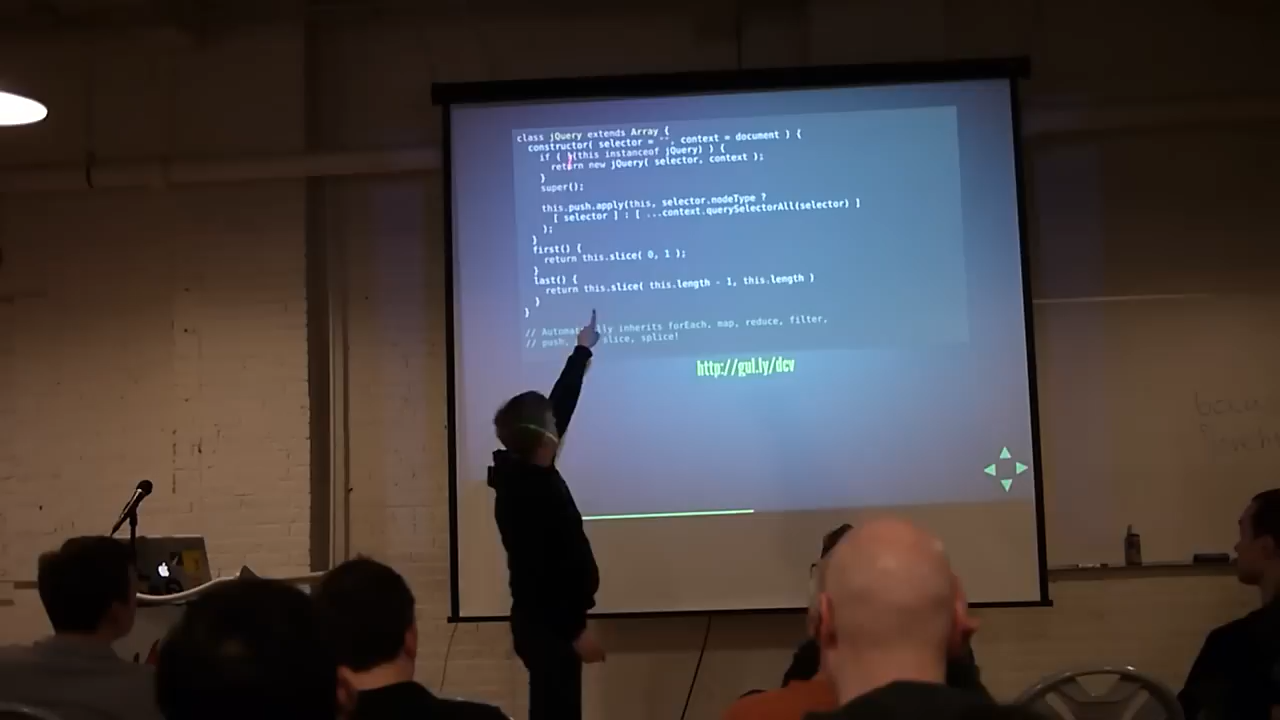 class jQuery extends Array {
constructor( selector = "", context = document ) {
if ( !(this instanceof jQuery) ) {
return new jQuery( selector, context );
}
super();
this.push.apply(this, selector.nodeType ?
[ selector ] : [ ...context.querySelectorAll(selector) ]
);
}
first() {
return this.slice( 0, 1 );
}
last() {
return this.slice( this.length - 1, this.length )
}
}
// inherits forEach, map, reduce, filter,
// push, slice, splice!
http://gul.ly/dcv